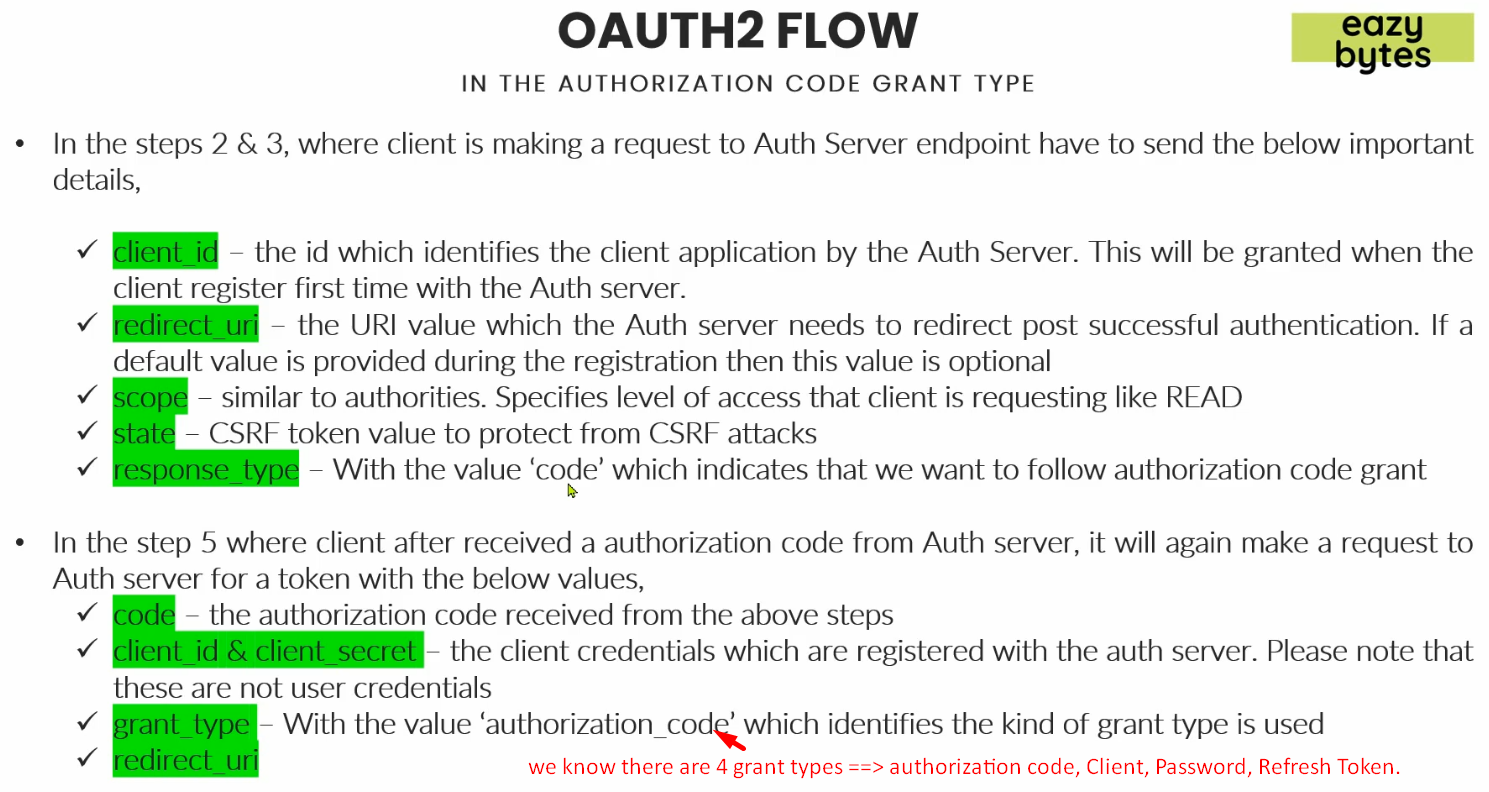 OAUTH2 FLOW
eazy
bytes
IN THE AUTHORIZATION CODE GRANT TYPE
• In the steps 2 & 3, where client is making a request to Auth Server endpoint have to send the below important
details,
✓ client_id – the id which identifies the client application by the Auth Server. This will be granted when the
client register first time with the Auth server.
✓ redirect_uri – the URI value which the Auth server needs to redirect post successful authentication. If a
default value is provided during the registration then this value is optional
✓ scope – similar to authorities. Specifies level of access that client is requesting like READ
✓ state – CSRF token value to protect from CSRF attacks
✓ response_type – With the value ‘code’ which indicates that we want to follow authorization code grant
• In the step 5 where client after received a authorization code from Auth server, it will again make a request to
Auth server for a token with the below values,
✓ code – the authorization code received from the above steps
✓ client_id & client_secret – the client credentials which are registered with the auth server. Please note that
these are not user credentials
✓ grant_type – With the value ‘authorization_code’ which identifies the kind of grant type is used
✓ redirect_uri
we know there are 4 grant types ==> authorization code, Client, Password, Refresh Token.